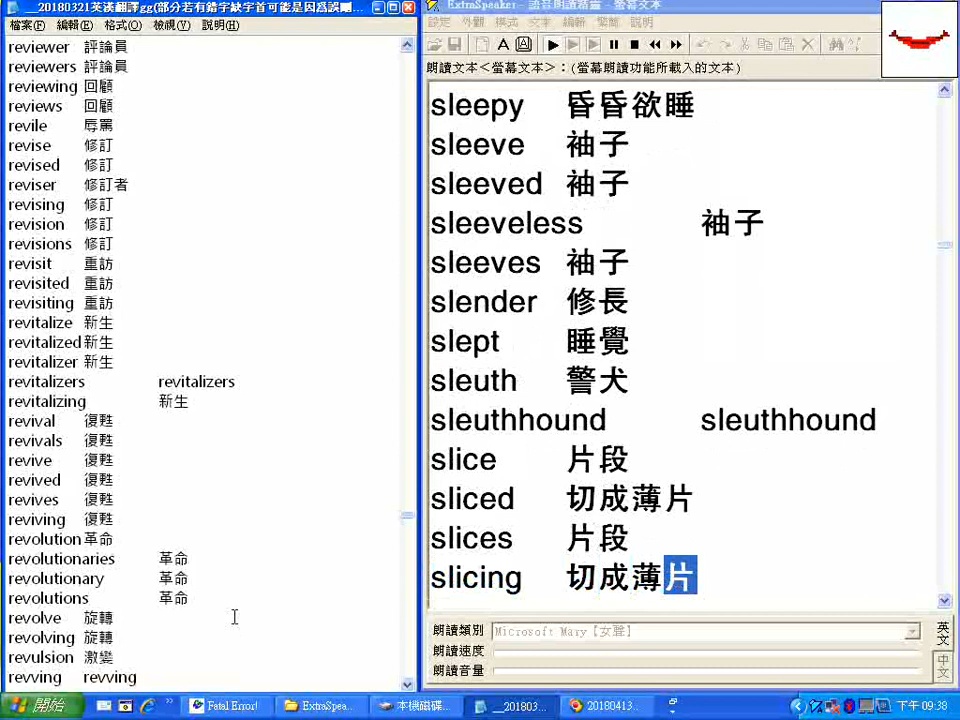 __20180321英漢翻譯gg(部分若有錯字缺字首可能是因爲誤刪...
檔案(F) 編輯(E) 格式(O) 檢視(V) 說明(H)
reviewer 評論員
reviewers 評論員
reviewing 回顧
reviews 回顧
revile 辱罵
revise 修訂
revised 修訂
reviser 修訂者
revising 修訂
revision 修訂
revisions 修訂
revisit 重訪
revisited 重訪
revisiting 重訪
revitalize 新生
revitalized 新生
revitalizer 新生
revitalizers revitalizers
revitalizing 新生
revival 復甦
revivals 復甦
revive 復甦
revived 復甦
revives 復甦
reviving 復甦
revolution 革命
revolutionaries 革命
revolutionary 革命
revolutions 革命
revolve 旋轉
revolving 旋轉
revulsion 激變
revving revving
ExtraSpeaker - 語音朗讀精靈 - 螢幕文本
設定 外觀 模式 文本 編輯 繁簡 說明
朗讀文本<螢幕文本>：(螢幕朗讀功能所載入的文本)
sleepy 昏昏欲睡
sleeve 袖子
sleeved 袖子
sleeveless 袖子
sleeves 袖子
slender 修長
slept 睡覺
sleuth 警犬
sleuthhound sleuthhound
slice 片段
sliced 切成薄片
slices 片段
slicing 切成薄片
朗讀類別 Microsoft Mary【女聲】
朗讀速度
朗讀音量
英文
中文
開始 Fatal Error! ExtraSpea... 本機磁碟... __201803... 20180413... 下午 09:38